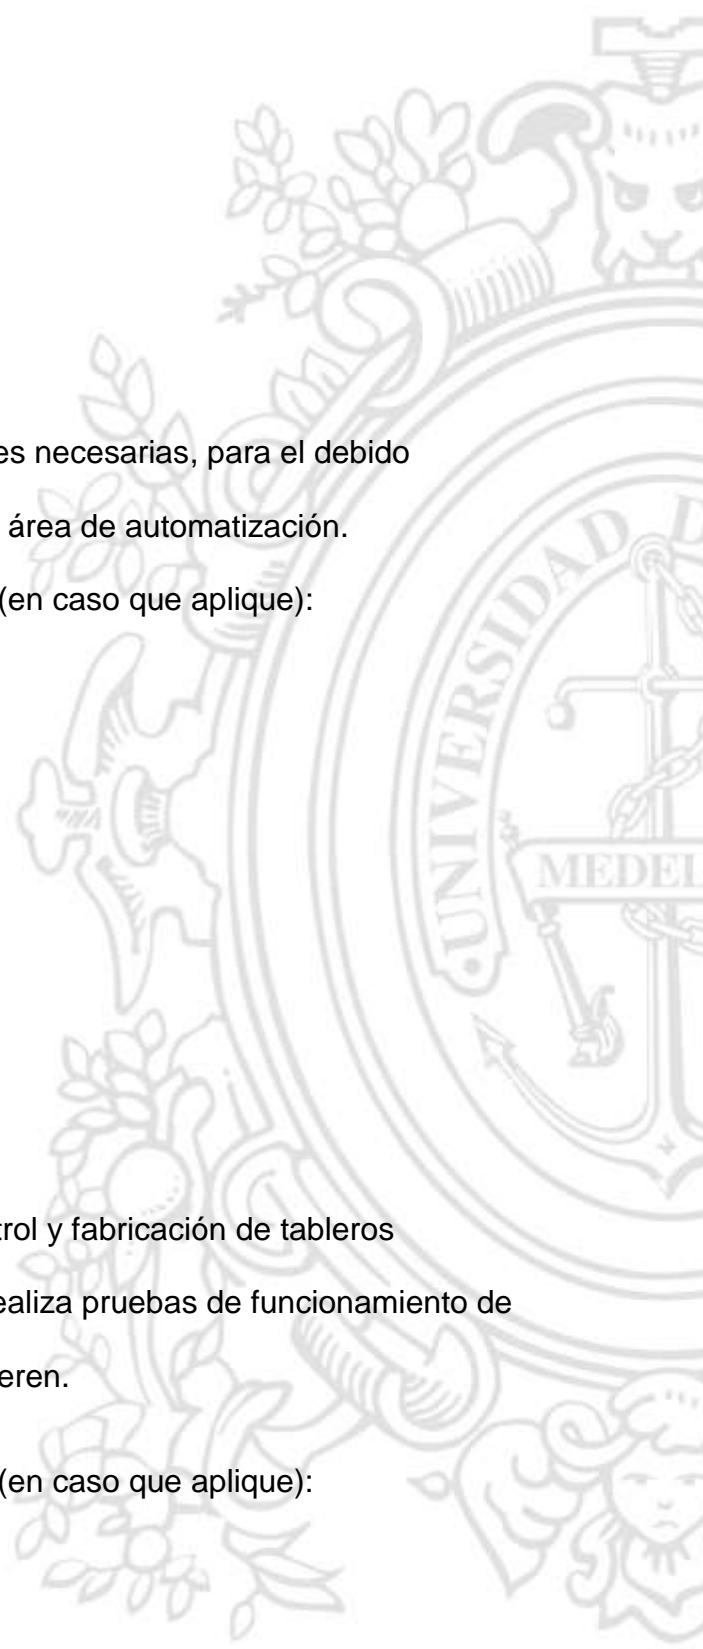 es necesarias, para el debido
área de automatización.
(en caso que aplique):
UNIVERSIDAD D
MEDEL
trol y fabricación de tableros
ealiza pruebas de funcionamiento de
eren.
(en caso que aplique):